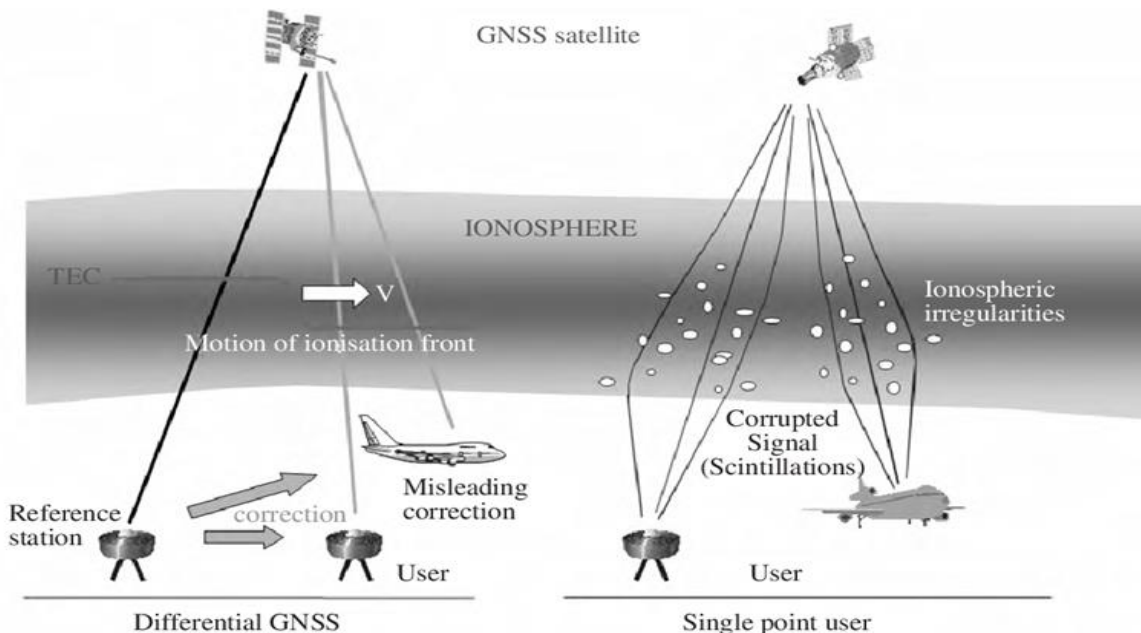 GNSS satellite
IONOSPHERE
TEC
V
Motion of ionisation front
Ionospheric
irregularities
Corrupted
Signal
(Scintillations)
Misleading
correction
Reference
station
correction
User
User
Differential GNSS
Single point user